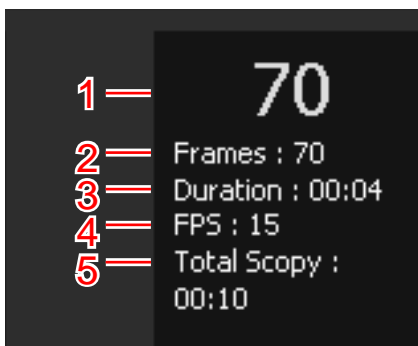 1
70
2
Frames : 70
3
Duration : 00:04
4
FPS : 15
5
Total Scopy :
00:10